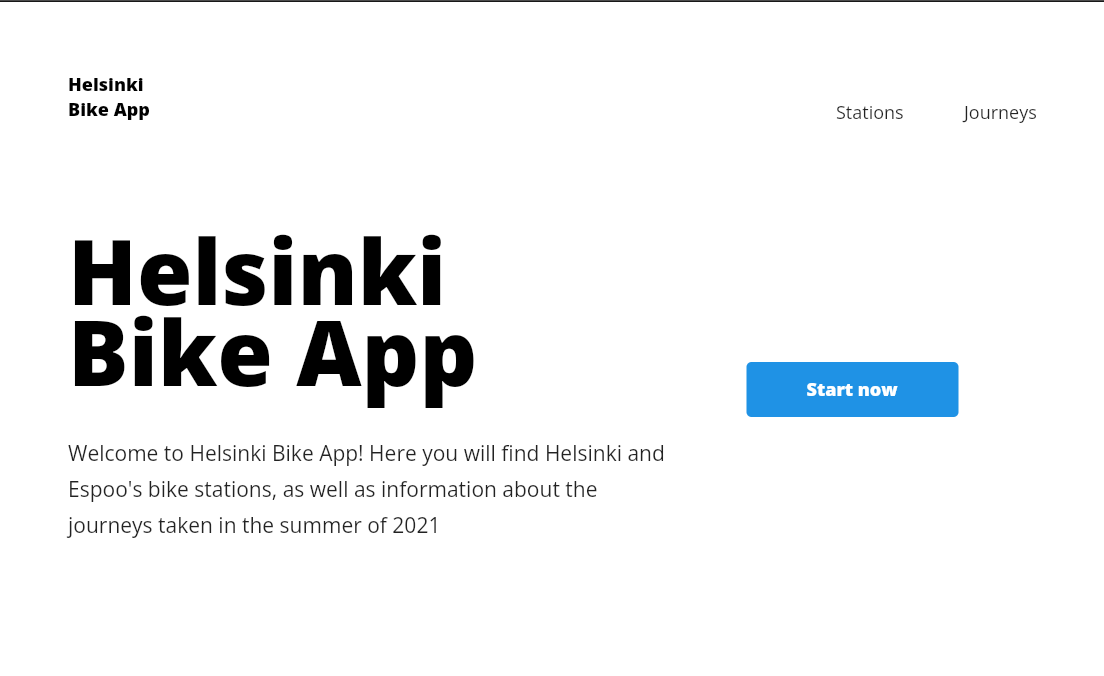 Helsinki
Bike App
Stations
Journeys
Helsinki
Bike App
Start now
Welcome to Helsinki Bike App! Here you will find Helsinki and
Espoo's bike stations, as well as information about the
journeys taken in the summer of 2021